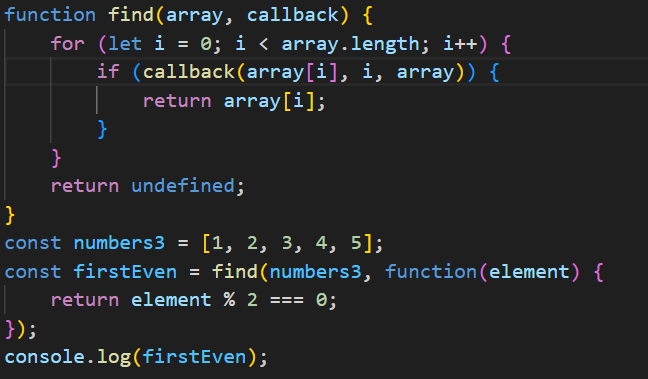 function find(array, callback) {
    for (let i = 0; i < array.length; i++) {
        if (callback(array[i], i, array)) {
            return array[i];
        }
    }
    return undefined;
}
const numbers3 = [1, 2, 3, 4, 5];
const firstEven = find(numbers3, function(element) {
    return element % 2 === 0;
});
console.log(firstEven);